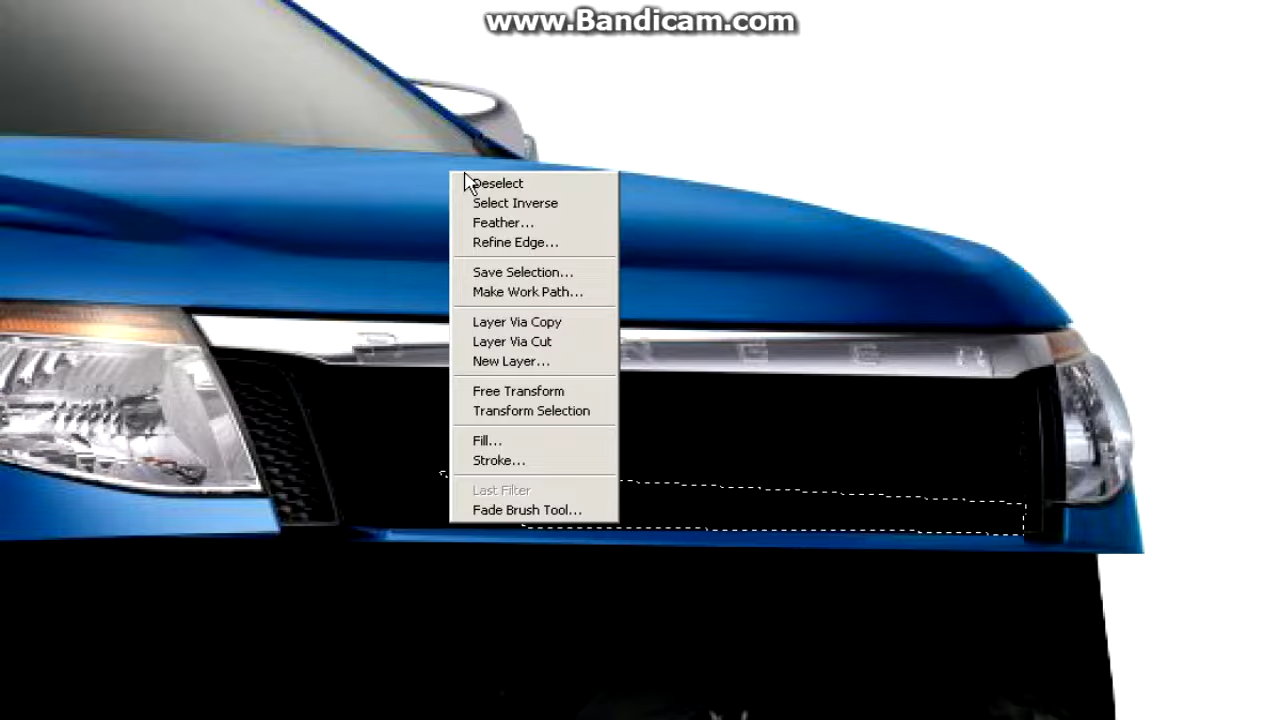 www.Bandicam.com
Deselect
Select Inverse
Feather...
Refine Edge...
Save Selection...
Make Work Path...
Layer Via Copy
Layer Via Cut
New Layer...
Free Transform
Transform Selection
Fill...
Stroke...
Last Filter
Fade Brush Tool...